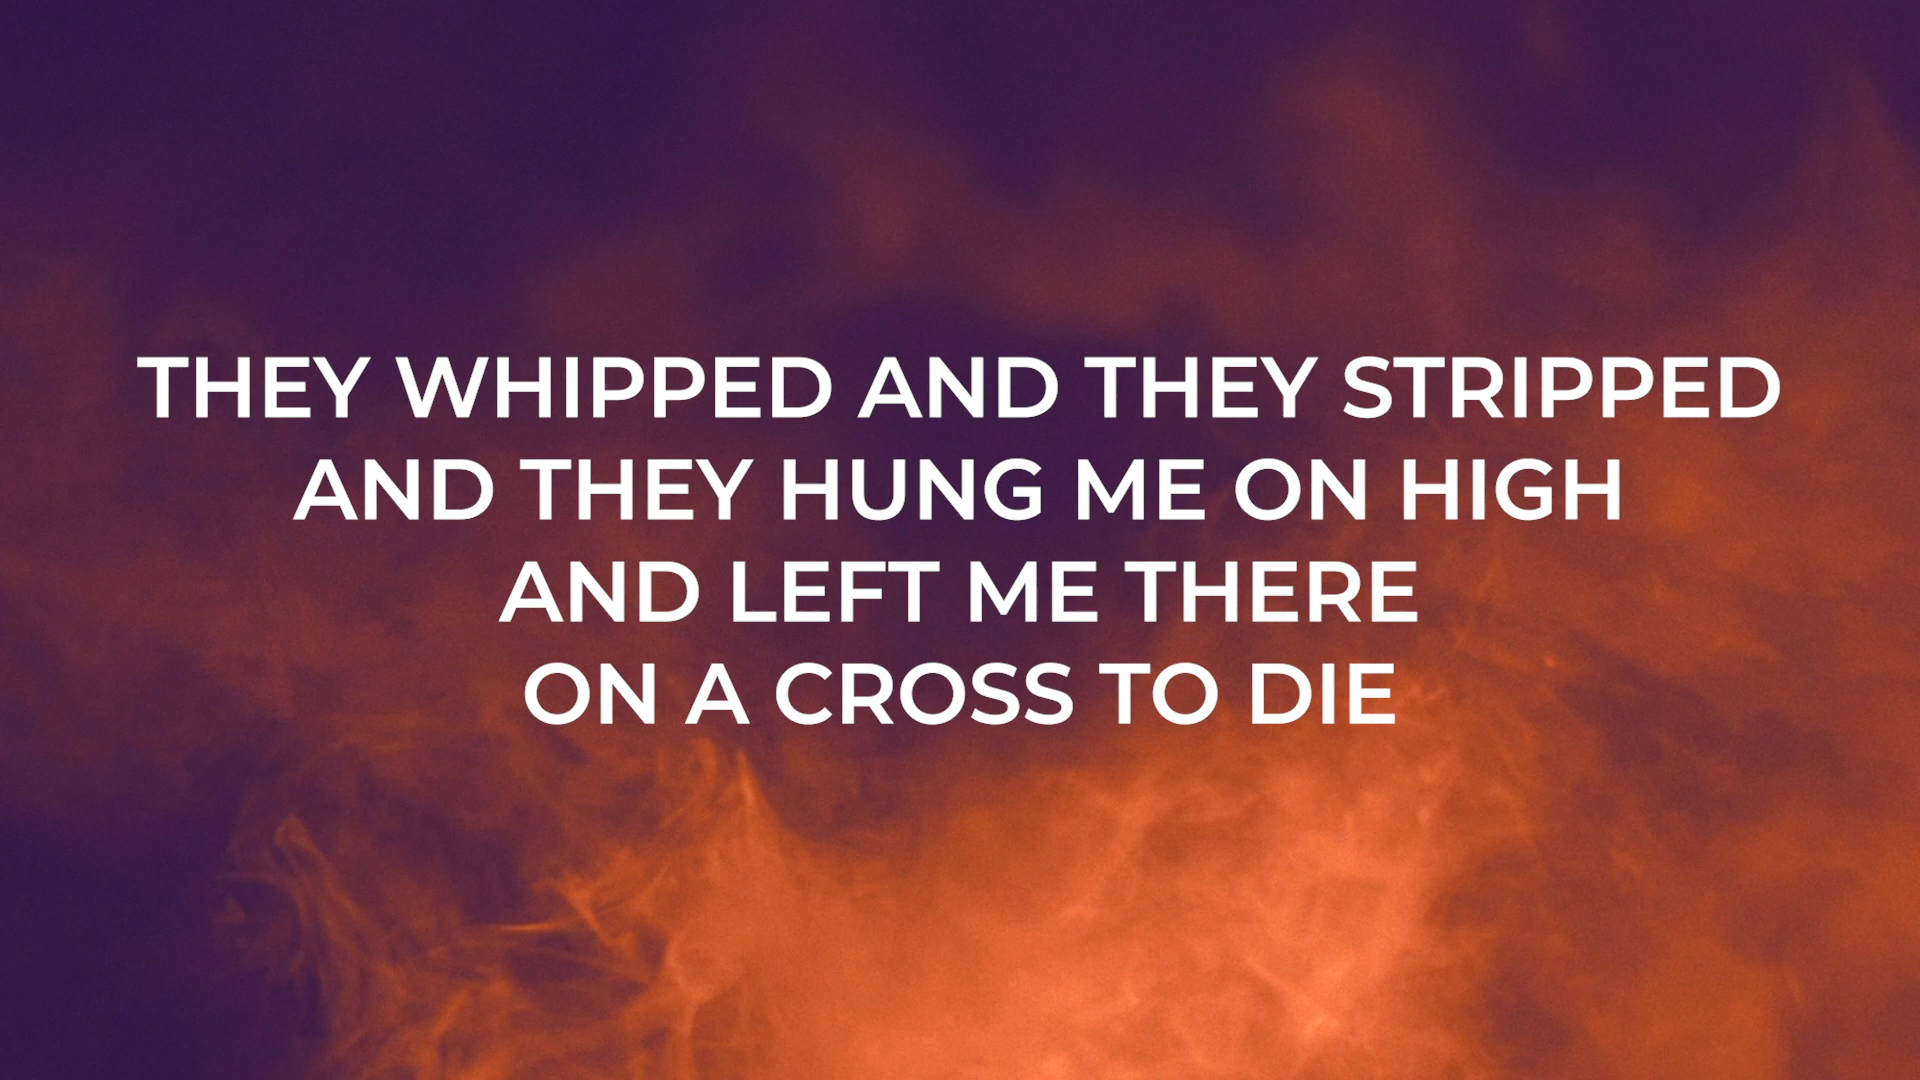 THEY WHIPPED AND THEY STRIPPED
AND THEY HUNG ME ON HIGH
AND LEFT ME THERE
ON A CROSS TO DIE